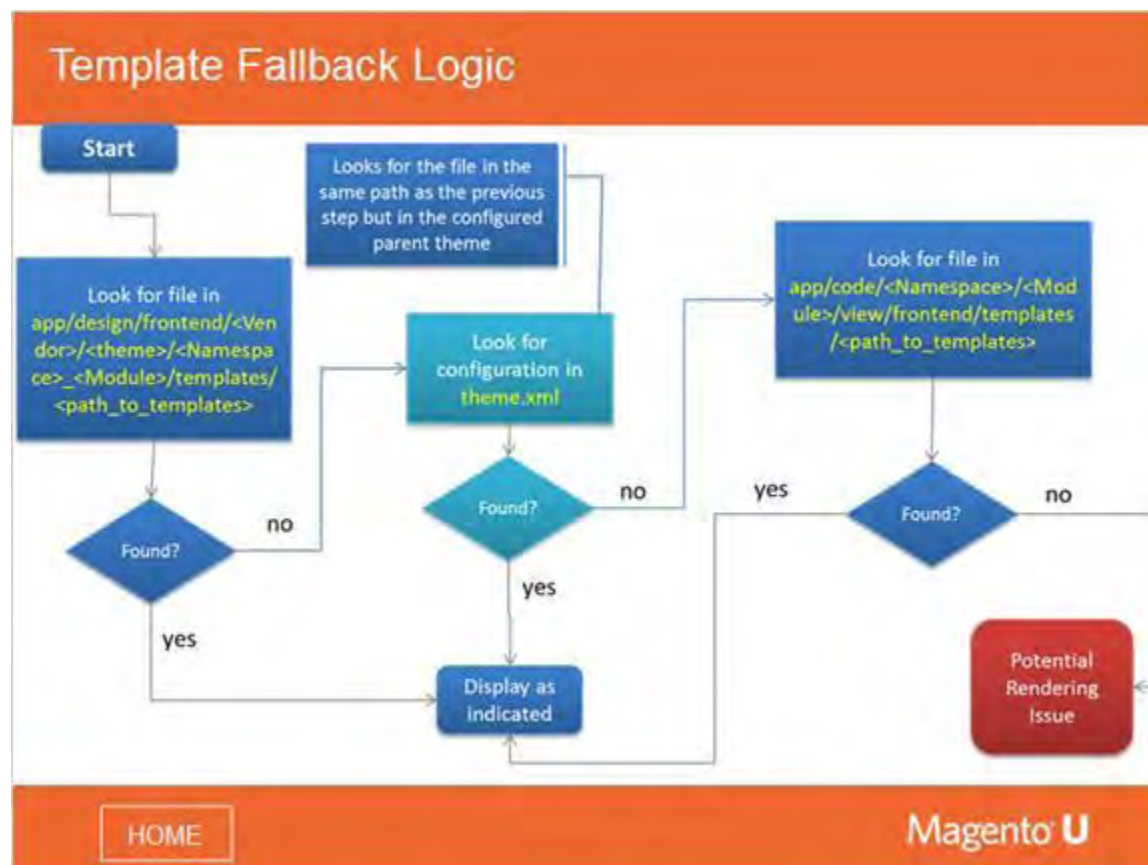 Template Fallback Logic
Start
Look for file in
app/design/frontend/<Ven
dor>/<theme>/<Namespa
ce>_<Module>/templates/
<path_to_templates>
Found?
no
yes
Looks for the file in the
same path as the previous
step but in the configured
parent theme
Look for
configuration in
theme.xml
Found?
no
yes
Display as
indicated
Look for file in
app/code/<Namespace>/<Mod
ule>/view/frontend/templates
/<path_to_templates>
Found?
yes
no
Potential
Rendering
Issue
HOME
Magento U